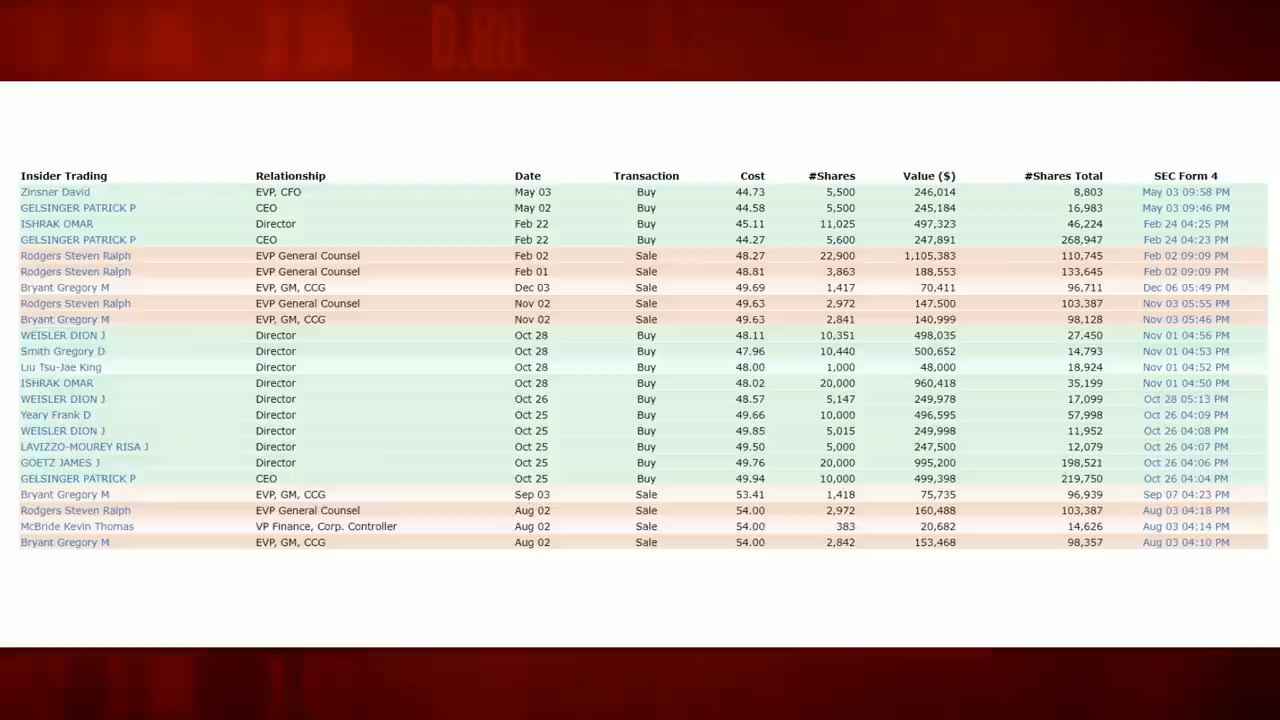 Insider Trading Relationship Date Transaction Cost #Shares Value ($) #Shares Total SEC Form 4
Zinsner David EVP, CFO May 03 Buy 44.73 5,500 246,014 8,803 May 03 09:58 PM
GELSINGER PATRICK P CEO May 02 Buy 44.58 5,500 245,184 16,983 May 03 09:46 PM
ISHRAK OMAR Director Feb 22 Buy 45.11 11,025 497,323 46,224 Feb 24 04:25 PM
GELSINGER PATRICK P CEO Feb 22 Buy 44.27 5,600 247,891 268,947 Feb 24 04:23 PM
Rodgers Steven Ralph EVP General Counsel Feb 02 Sale 48.27 22,900 1,105,383 110,745 Feb 02 09:09 PM
Rodgers Steven Ralph EVP General Counsel Feb 01 Sale 48.81 3,863 188,553 133,645 Feb 02 09:09 PM
Bryant Gregory M EVP, GM, CCG Dec 03 Sale 49.69 1,417 70,411 96,711 Dec 06 05:49 PM
Rodgers Steven Ralph EVP General Counsel Nov 02 Sale 49.63 2,972 147,500 103,387 Nov 03 05:55 PM
Bryant Gregory M EVP, GM, CCG Nov 02 Sale 49.63 2,841 140,999 98,128 Nov 03 05:46 PM
WEISLER DION J Director Oct 28 Buy 48.11 10,351 498,035 27,450 Nov 01 04:56 PM
Smith Gregory D Director Oct 28 Buy 47.96 10,440 500,652 14,793 Nov 01 04:53 PM
Liu Tsu-Jae King Director Oct 28 Buy 48.00 1,000 48,000 18,924 Nov 01 04:52 PM
ISHRAK OMAR Director Oct 28 Buy 48.02 20,000 960,418 35,199 Nov 01 04:50 PM
WEISLER DION J Director Oct 26 Buy 48.57 5,147 249,978 17,099 Oct 28 05:13 PM
Yeary Frank D Director Oct 25 Buy 49.66 10,000 496,595 57,998 Oct 26 04:09 PM
WEISLER DION J Director Oct 25 Buy 49.85 5,015 249,998 11,952 Oct 26 04:08 PM
LAVIZZO-MOUREY RISA J Director Oct 25 Buy 49.50 5,000 247,500 12,079 Oct 26 04:07 PM
GOETZ JAMES J Director Oct 25 Buy 49.76 20,000 995,200 198,521 Oct 26 04:06 PM
GELSINGER PATRICK P CEO Oct 25 Buy 49.94 10,000 499,398 219,750 Oct 26 04:04 PM
Bryant Gregory M EVP, GM, CCG Sep 03 Sale 53.41 1,418 75,735 96,939 Sep 07 04:23 PM
Rodgers Steven Ralph EVP General Counsel Aug 02 Sale 54.00 2,972 160,488 103,387 Aug 03 04:18 PM
McBride Kevin Thomas VP Finance, Corp. Controller Aug 02 Sale 54.00 383 20,682 14,626 Aug 03 04:14 PM
Bryant Gregory M EVP, GM, CCG Aug 02 Sale 54.00 2,842 153,468 98,357 Aug 03 04:10 PM